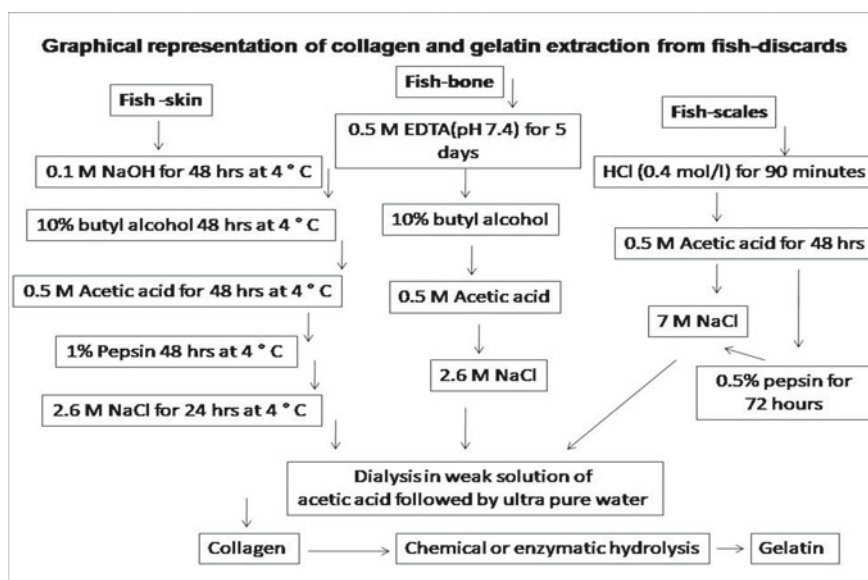 Graphical representation of collagen and gelatin extraction from fish-discards
Fish -skin
0.1 M NaOH for 48 hrs at 4 ° C
10% butyl alcohol 48 hrs at 4 ° C
0.5 M Acetic acid for 48 hrs at 4 ° C
1% Pepsin 48 hrs at 4 ° C
2.6 M NaCl for 24 hrs at 4 ° C
Fish-bone
0.5 M EDTA(pH 7.4) for 5
days
10% butyl alcohol
0.5 M Acetic acid
2.6 M NaCl
Fish-scales
HCl (0.4 mol/l) for 90 minutes
0.5 M Acetic acid for 48 hrs
7 M NaCl
0.5% pepsin for
72 hours
Dialysis in weak solution of
acetic acid followed by ultra pure water
Collagen
Chemical or enzymatic hydrolysis
Gelatin